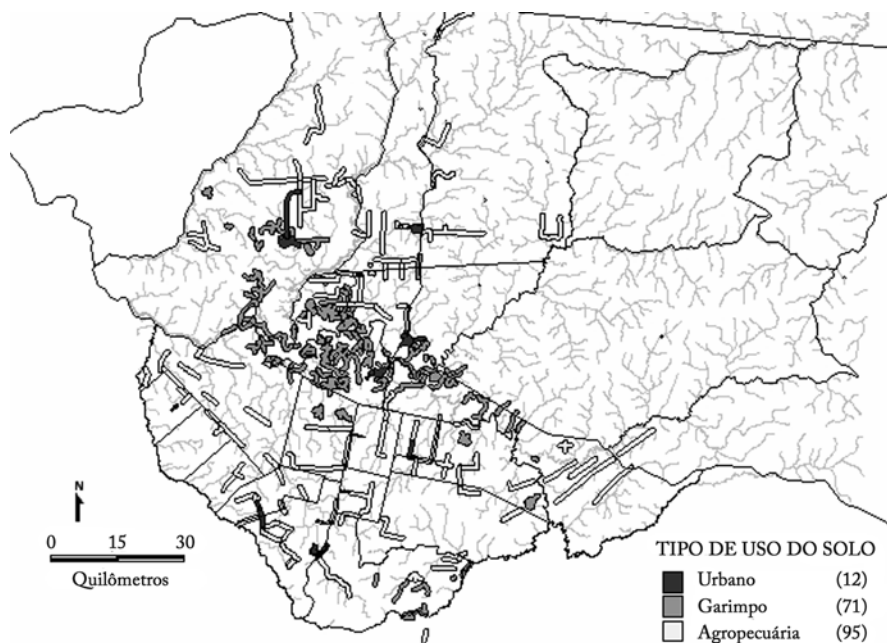 N
0 15 30
Quilômetros
TIPO DE USO DO SOLO
Urbano (12)
Garimpo (71)
Agropecuária (95)